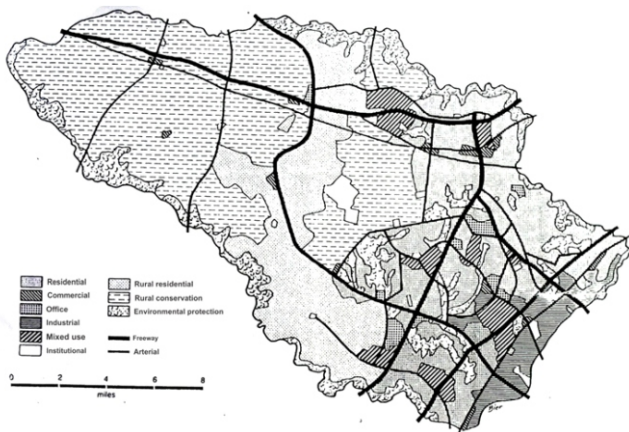 Residential
Commercial
Office
Industrial
Mixed use
Institutional
Rural residential
Rural conservation
Environmental protection
Freeway
Arterial
0 2 4 6 8
miles